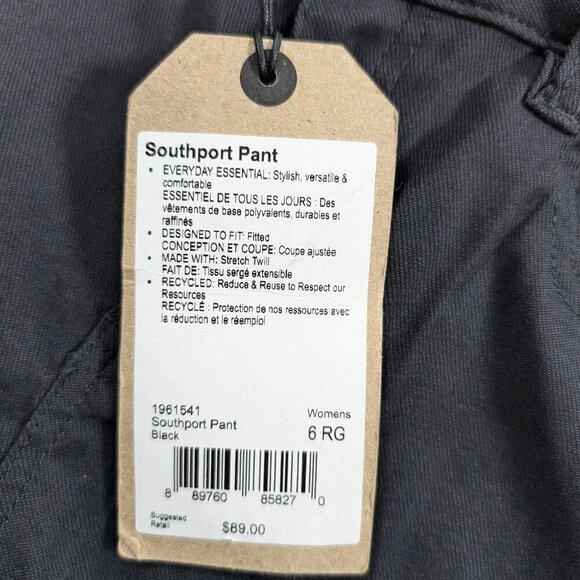 Southport Pant
• EVERYDAY ESSENTIAL: Stylish, versatile &
comfortable
ESSENTIEL DE TOUS LES JOURS : Des
vêtements de base polyvalents, durables et
raffinés
• DESIGNED TO FIT: Fitted
CONCEPTION ET COUPE: Coupe ajustée
• MADE WITH: Stretch Twill
FAIT DE: Tissu sergé extensible
• RECYCLED: Reduce & Reuse to Respect our
Resources
RECYCLÉ : Protection de nos ressources avec
la réduction et le réemploi
1961541
Southport Pant
Black
Womens
6 RG
8 89760 85827 0
Suggested
Retail
$89.00